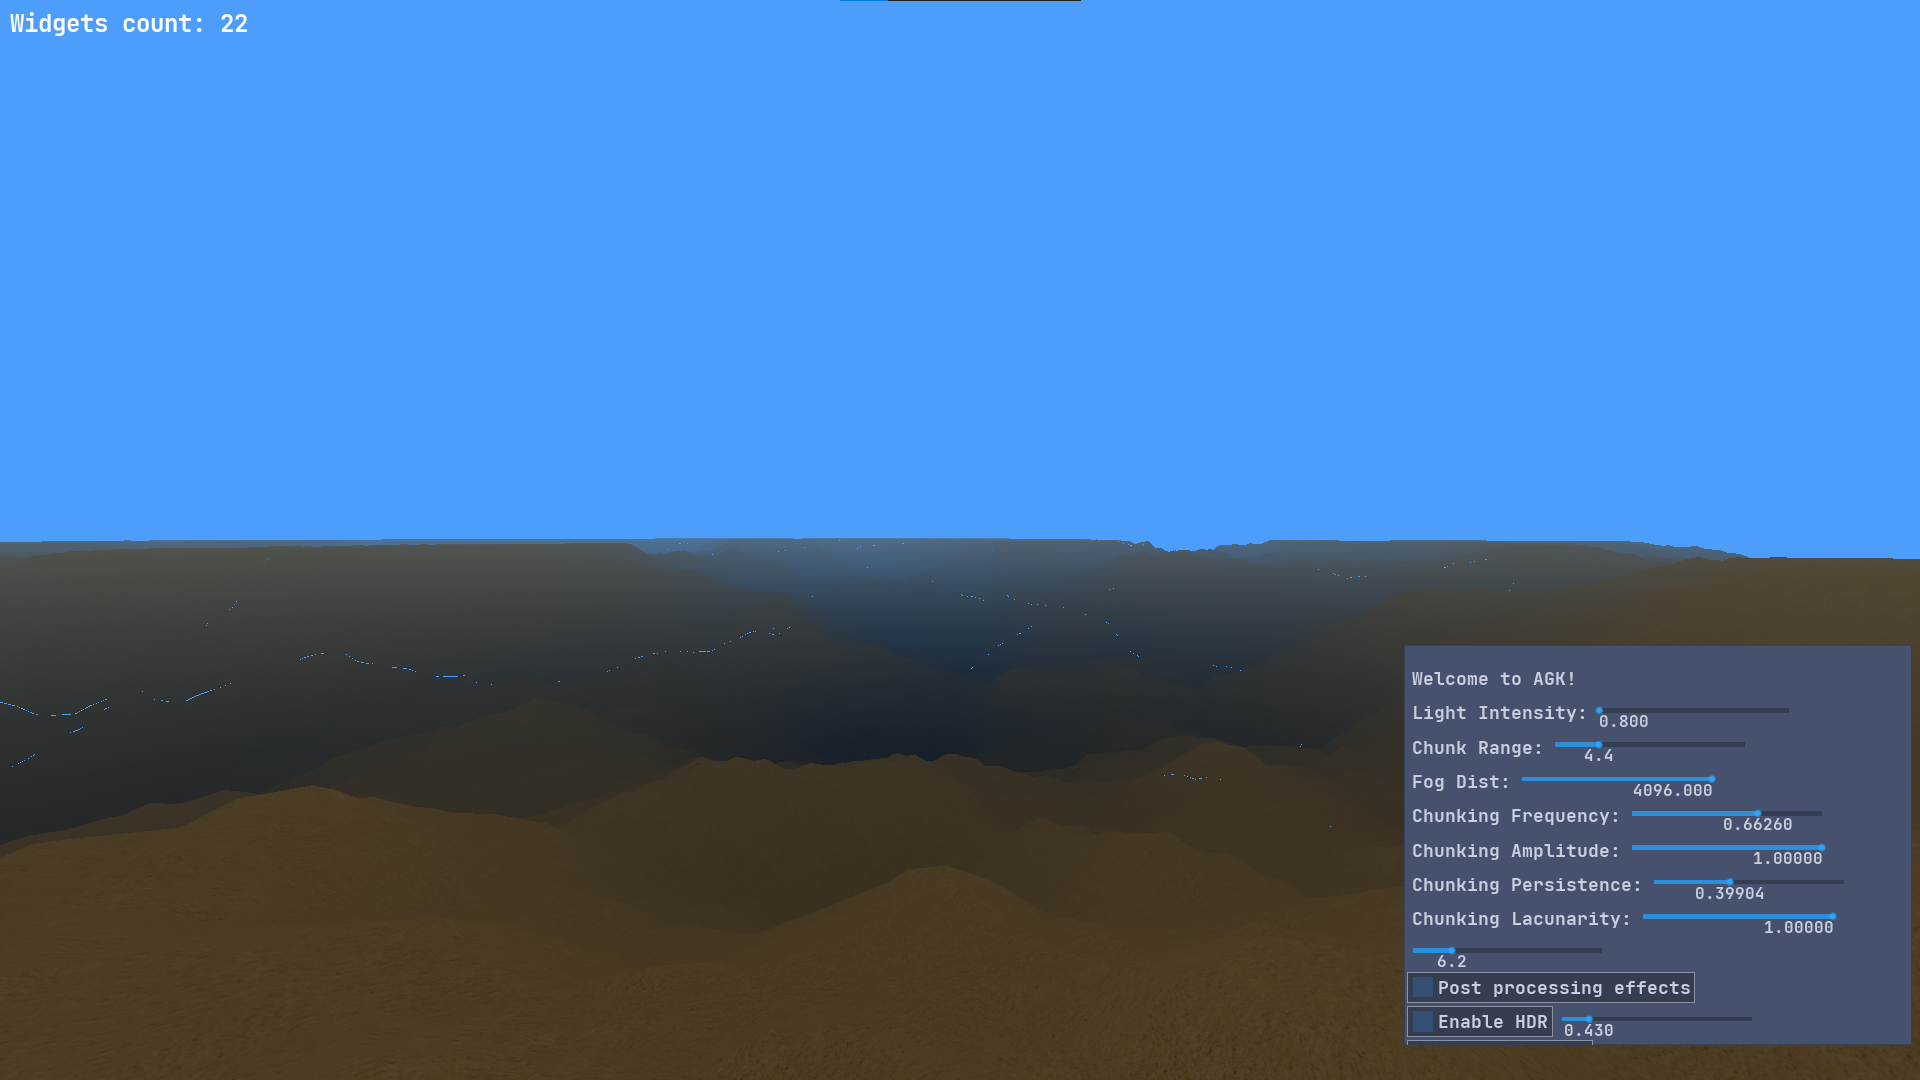 Widgets count: 22
Welcome to AGK!
Light Intensity: 0.800
Chunk Range: 4.4
Fog Dist: 4096.000
Chunking Frequency: 0.66260
Chunking Amplitude: 1.00000
Chunking Persistence: 0.39904
Chunking Lacunarity: 1.00000
6.2
Post processing effects
Enable HDR 0.430